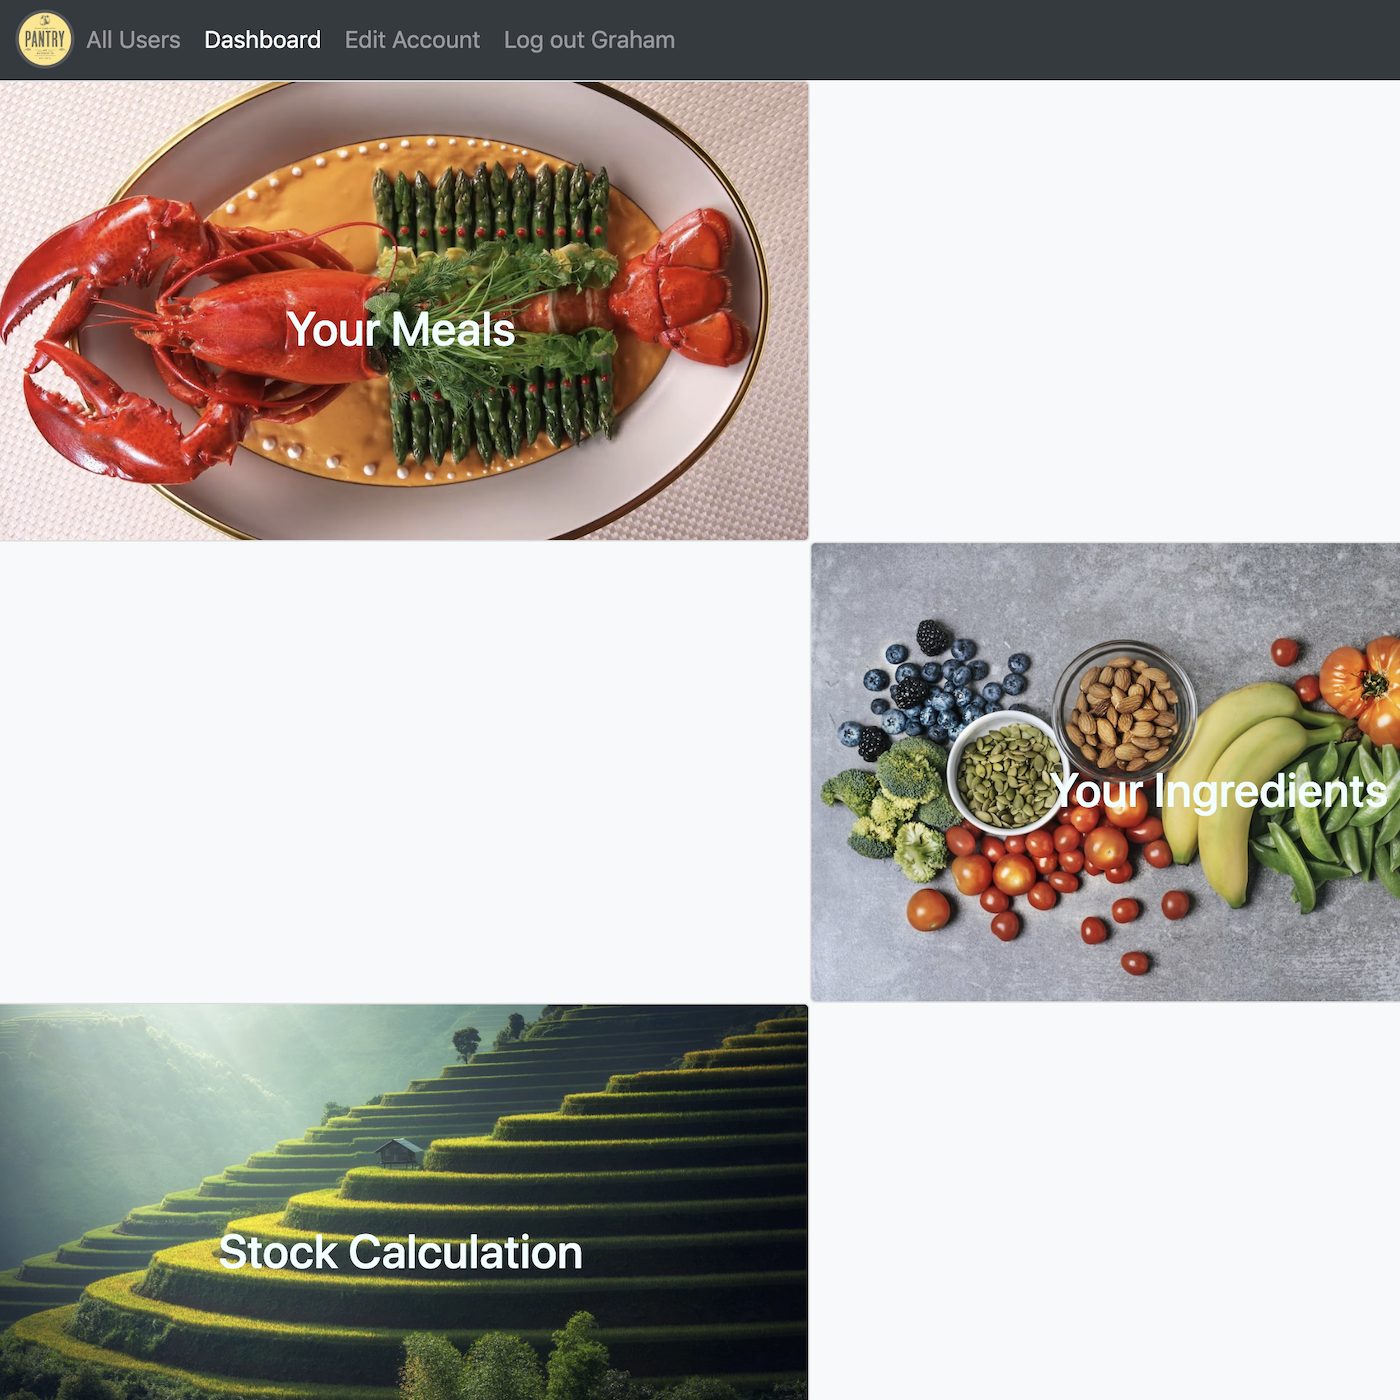 PANTRY
All Users Dashboard Edit Account Log out Graham
Your Meals
Your Ingredients
Stock Calculation